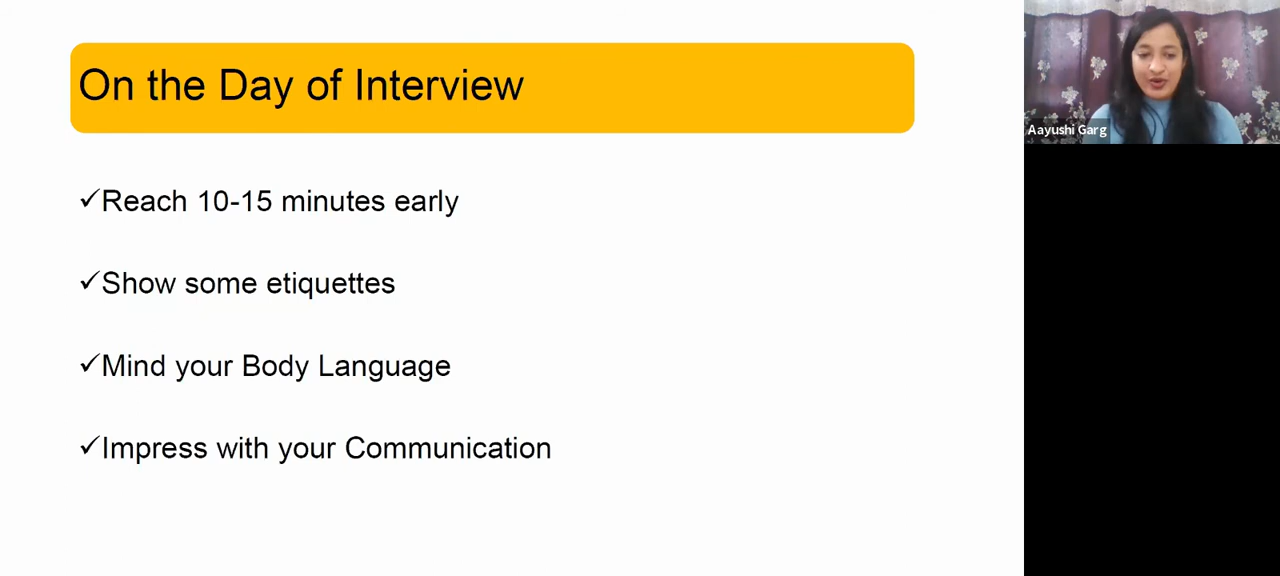 On the Day of Interview
✓Reach 10-15 minutes early
✓Show some etiquettes
✓Mind your Body Language
✓Impress with your Communication
Aayushi Garg